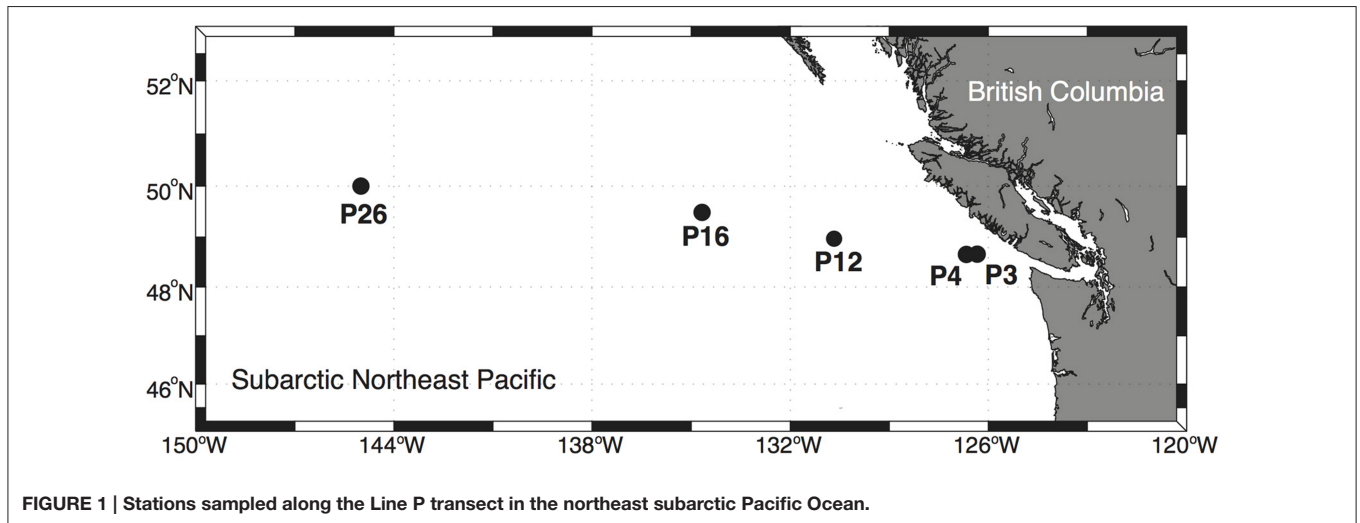 52°N
British Columbia
50°N
P26
P16
P12
P4
P3
48°N
46°N
Subarctic Northeast Pacific
150°W
144°W
138°W
132°W
126°W
120°W
FIGURE 1 | Stations sampled along the Line P transect in the northeast subarctic Pacific Ocean.